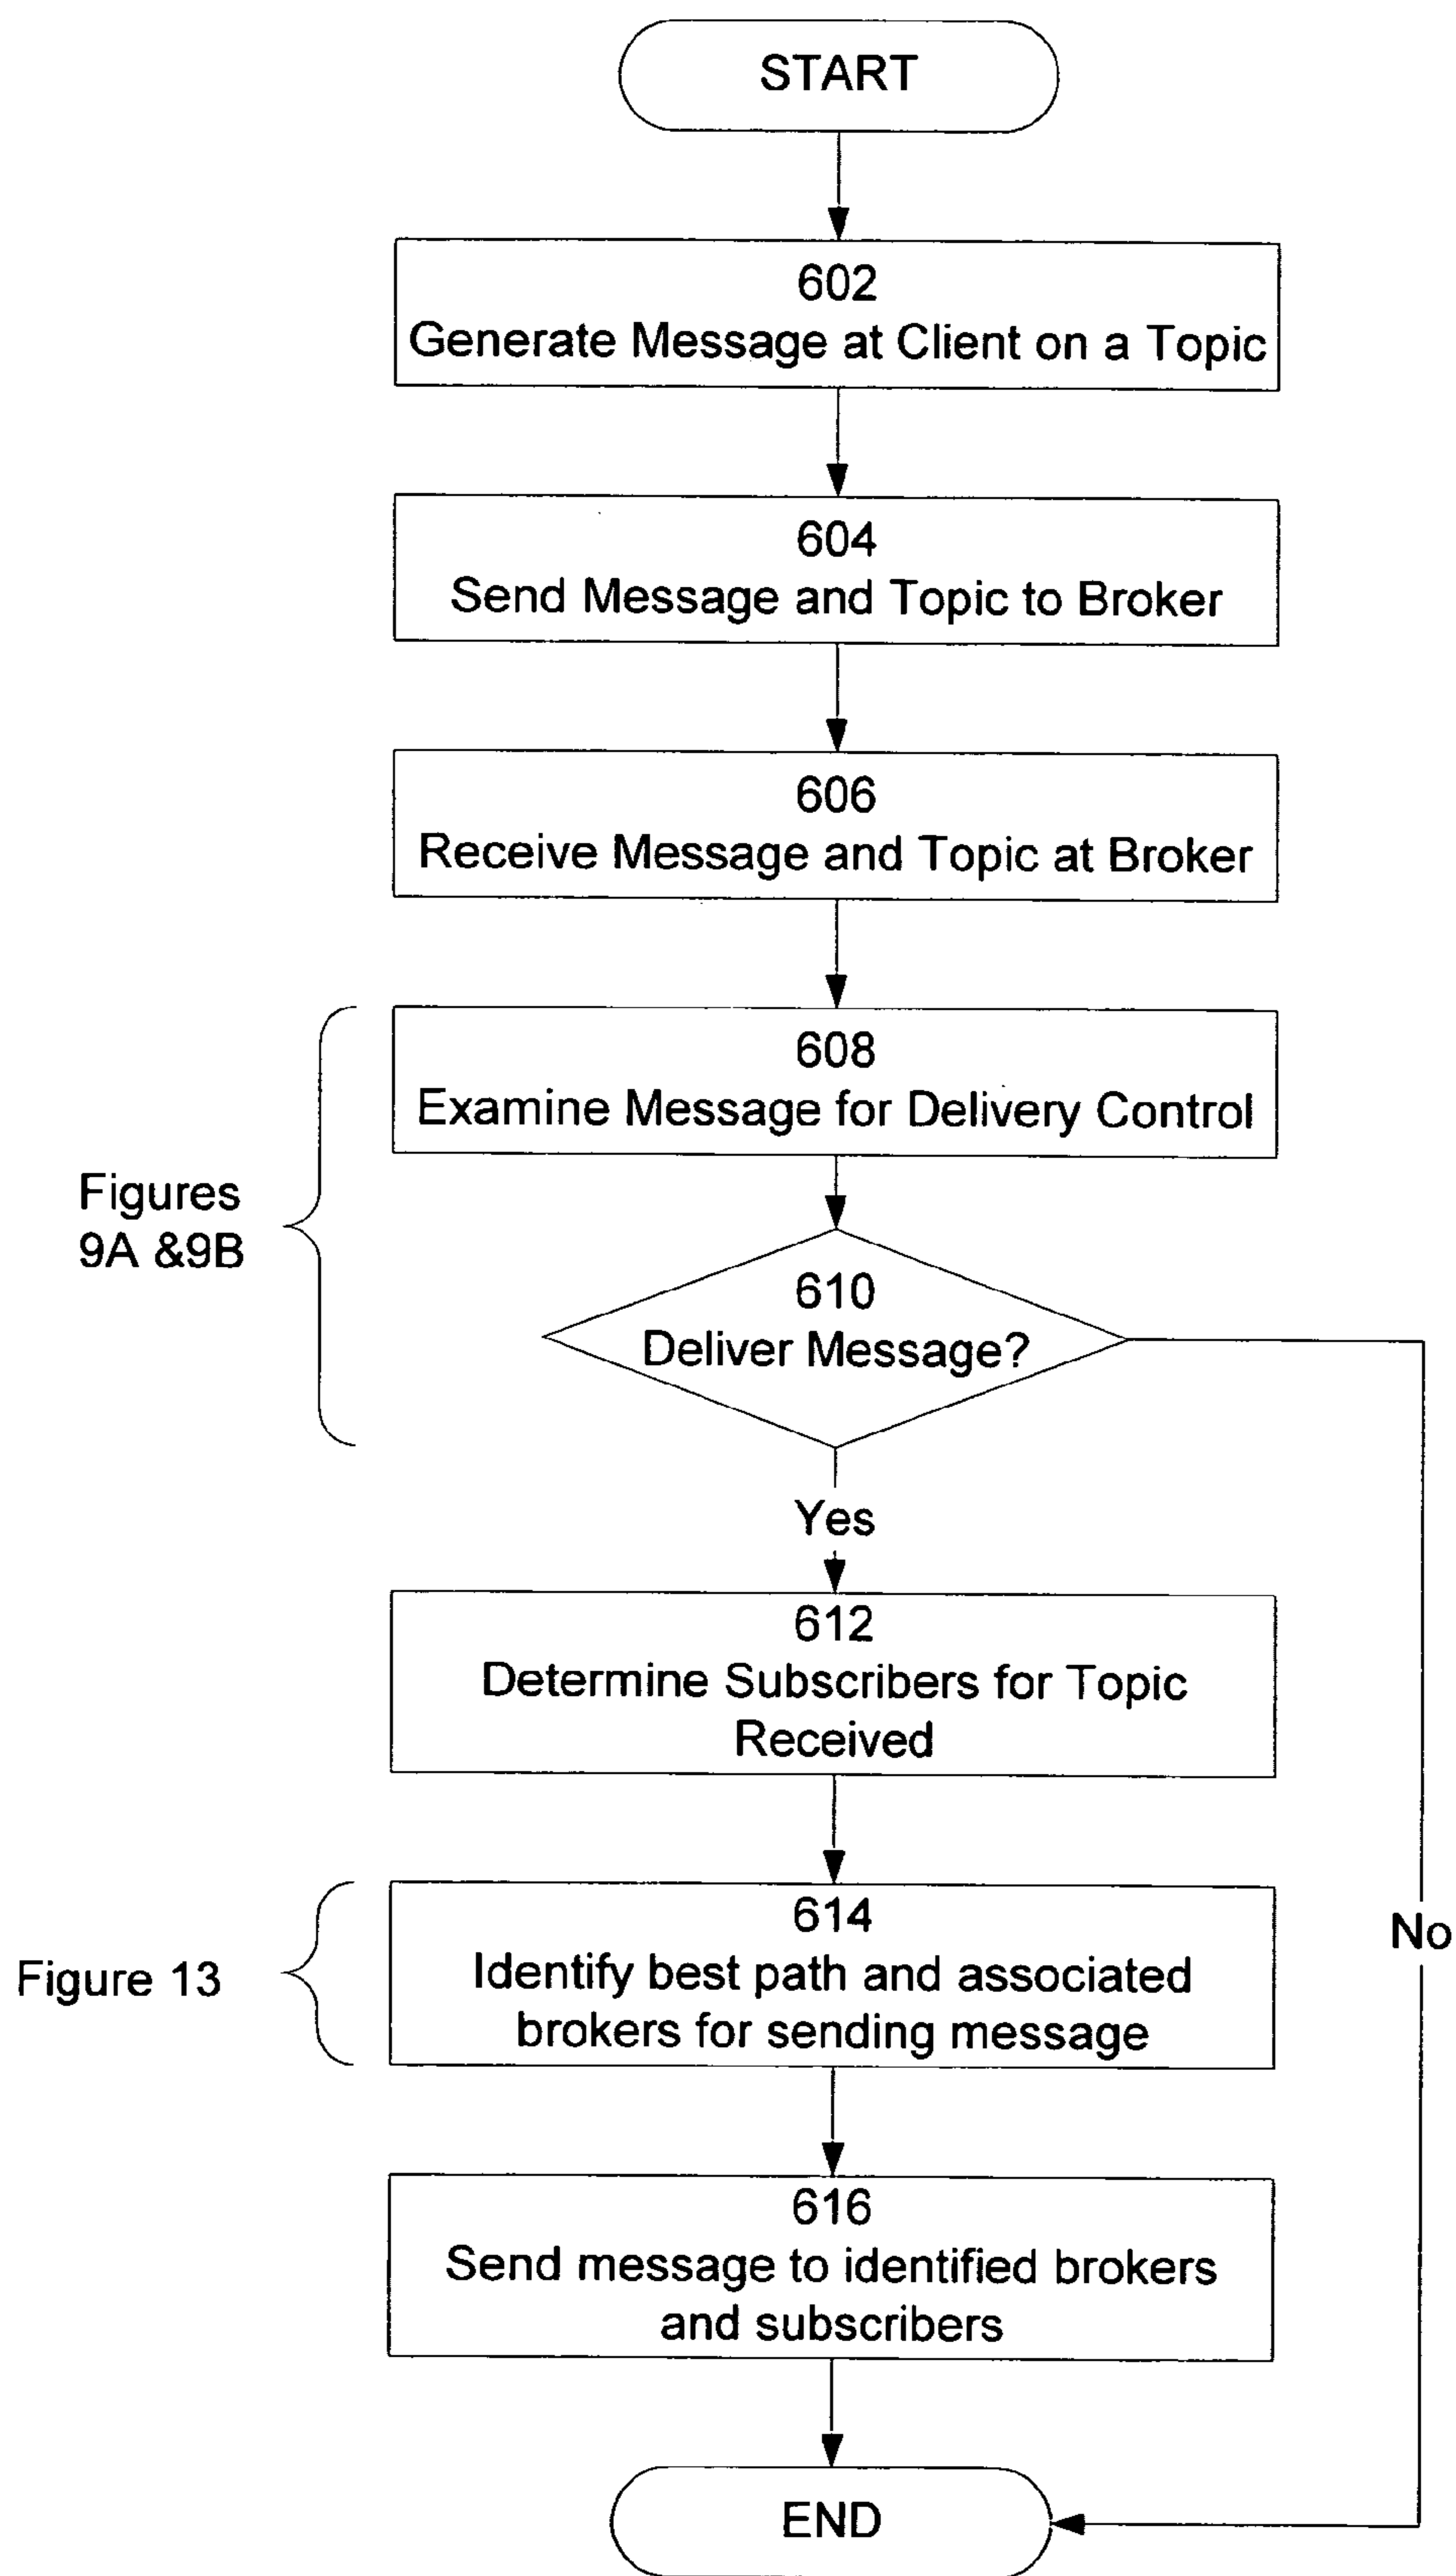 START
602
Generate Message at Client on a Topic
604
Send Message and Topic to Broker
606
Receive Message and Topic at Broker
608
Examine Message for Delivery Control
Figures
9A &9B
610
Deliver Message?
Yes
612
Determine Subscribers for Topic
Received
614
Identify best path and associated
brokers for sending message
Figure 13
No
616
Send message to identified brokers
and subscribers
END